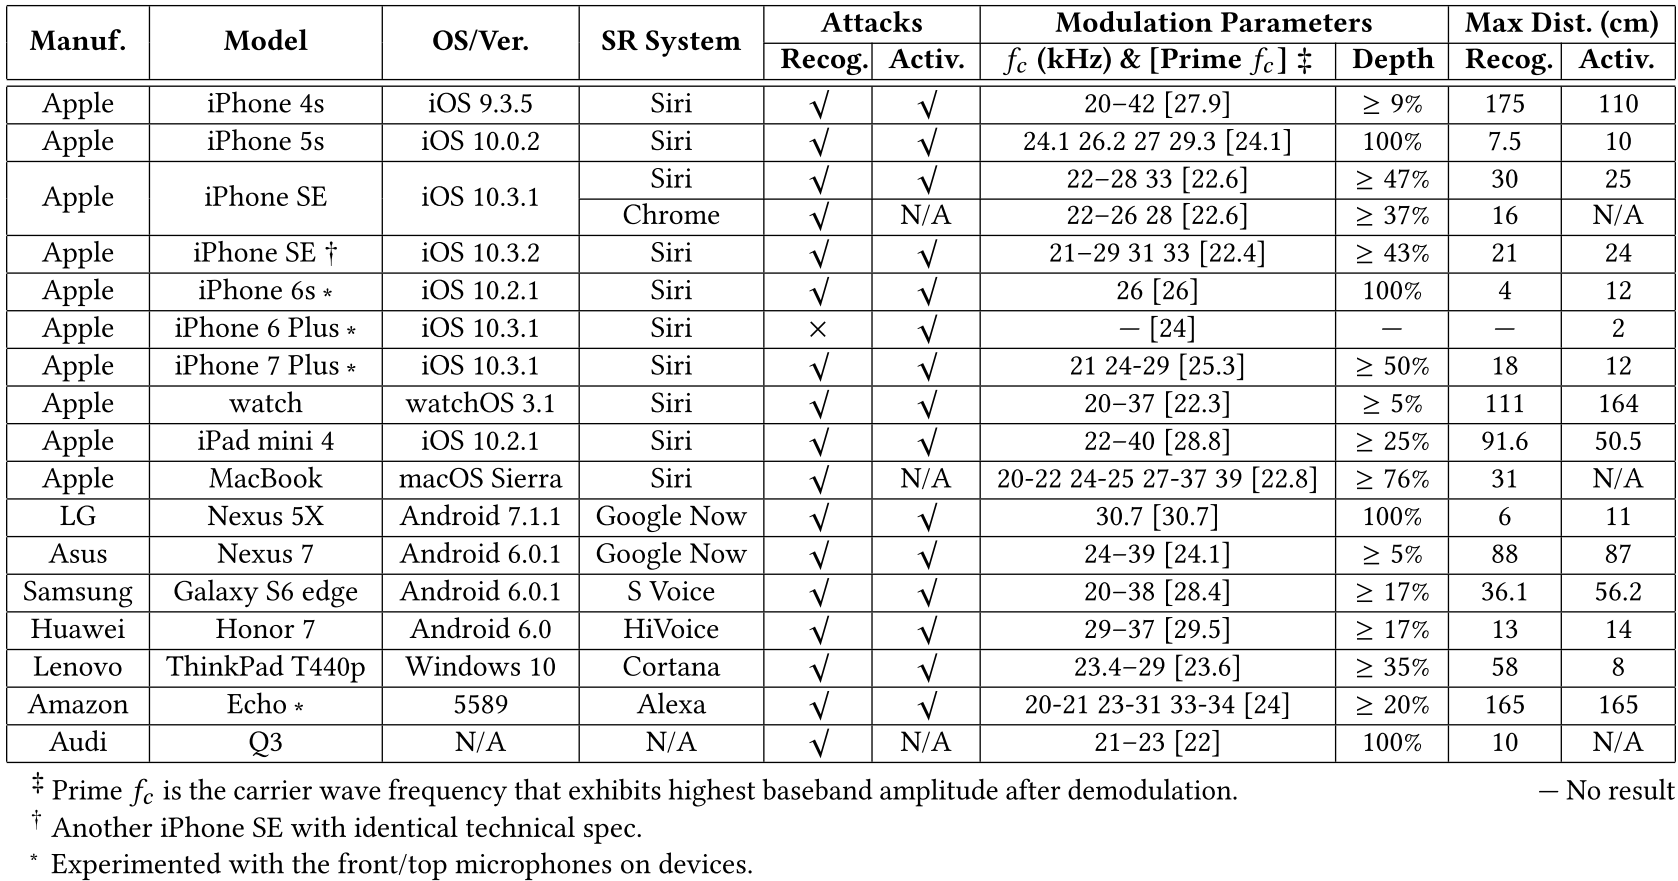 Manuf. Model OS/Ver. SR System Attacks Modulation Parameters Max Dist. (cm)
Recog. Activ. fc (kHz) & [Prime fc] ‡ Depth Recog. Activ.
Apple iPhone 4s iOS 9.3.5 Siri √ √ 20–42 [27.9] ≥ 9% 175 110
Apple iPhone 5s iOS 10.0.2 Siri √ √ 24.1 26.2 27 29.3 [24.1] 100% 7.5 10
Apple iPhone SE iOS 10.3.1 Siri √ √ 22–28 33 [22.6] ≥ 47% 30 25
Chrome √ N/A 22–26 28 [22.6] ≥ 37% 16 N/A
Apple iPhone SE † iOS 10.3.2 Siri √ √ 21–29 31 33 [22.4] ≥ 43% 21 24
Apple iPhone 6s * iOS 10.2.1 Siri √ √ 26 [26] 100% 4 12
Apple iPhone 6 Plus * iOS 10.3.1 Siri × √ — [24] — — 2
Apple iPhone 7 Plus * iOS 10.3.1 Siri √ √ 21 24-29 [25.3] ≥ 50% 18 12
Apple watch watchOS 3.1 Siri √ √ 20–37 [22.3] ≥ 5% 111 164
Apple iPad mini 4 iOS 10.2.1 Siri √ √ 22–40 [28.8] ≥ 25% 91.6 50.5
Apple MacBook macOS Sierra Siri √ N/A 20-22 24-25 27-37 39 [22.8] ≥ 76% 31 N/A
LG Nexus 5X Android 7.1.1 Google Now √ √ 30.7 [30.7] 100% 6 11
Asus Nexus 7 Android 6.0.1 Google Now √ √ 24–39 [24.1] ≥ 5% 88 87
Samsung Galaxy S6 edge Android 6.0.1 S Voice √ √ 20–38 [28.4] ≥ 17% 36.1 56.2
Huawei Honor 7 Android 6.0 HiVoice √ √ 29–37 [29.5] ≥ 17% 13 14
Lenovo ThinkPad T440p Windows 10 Cortana √ √ 23.4–29 [23.6] ≥ 35% 58 8
Amazon Echo * 5589 Alexa √ √ 20-21 23-31 33-34 [24] ≥ 20% 165 165
Audi Q3 N/A N/A √ N/A 21–23 [22] 100% 10 N/A
‡ Prime fc is the carrier wave frequency that exhibits highest baseband amplitude after demodulation. — No result
† Another iPhone SE with identical technical spec.
* Experimented with the front/top microphones on devices.